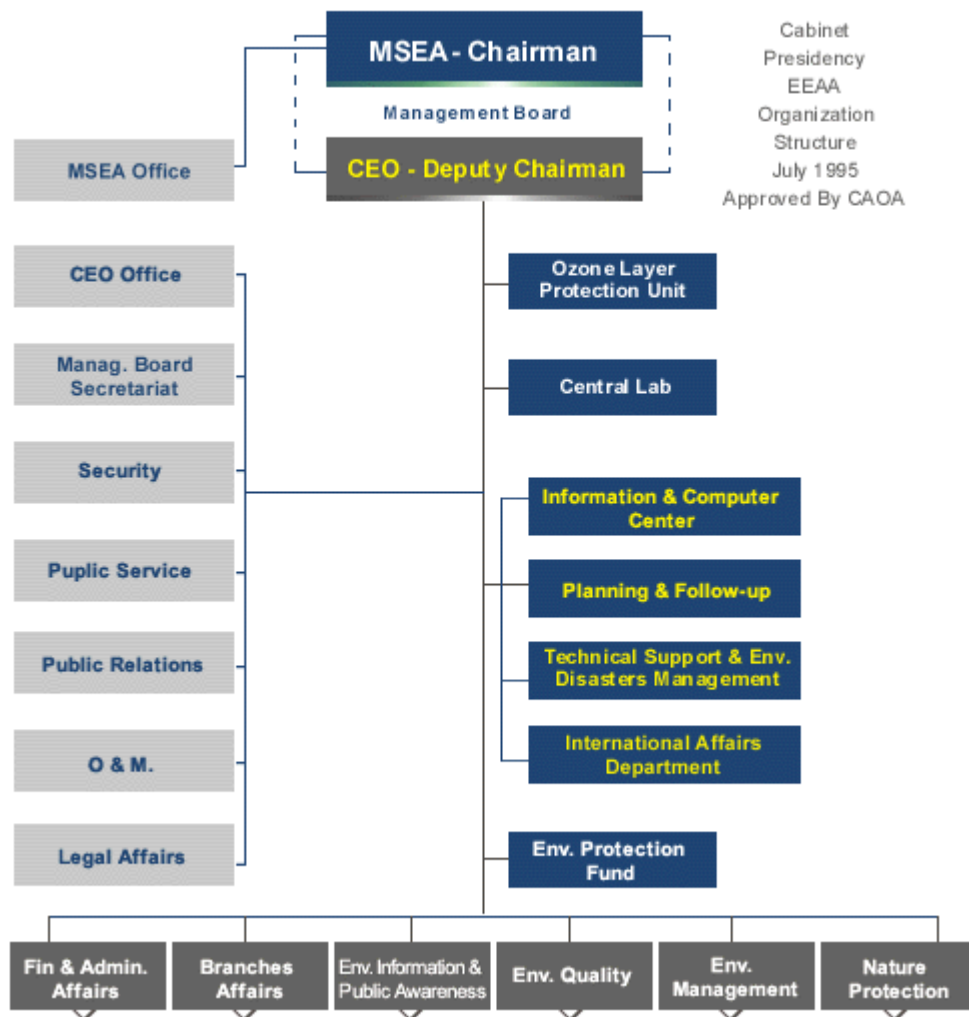 MSEA - Chairman
Management Board
CEO - Deputy Chairman
Cabinet
Presidency
EEAA
Organization
Structure
July 1995
Approved By CAOA
MSEA Office
CEO Office
Manag. Board
Secretariat
Security
Puplic Service
Public Relations
O & M.
Legal Affairs
Ozone Layer
Protection Unit
Central Lab
Information & Computer
Center
Planning & Follow-up
Technical Support & Env.
Disasters Management
International Affairs
Department
Env. Protection
Fund
Fin & Admin.
Affairs
Branches
Affairs
Env. Information &
Public Awareness
Env. Quality
Env.
Management
Nature
Protection